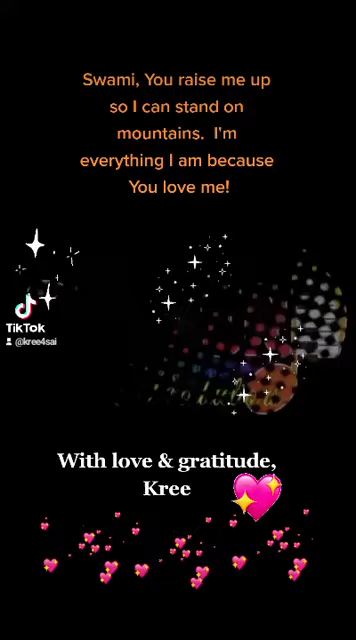 Swami, You raise me up
so I can stand on
mountains.  I'm
everything I am because
You love me!
TikTok
@kree4sai
With love & gratitude,
Kree